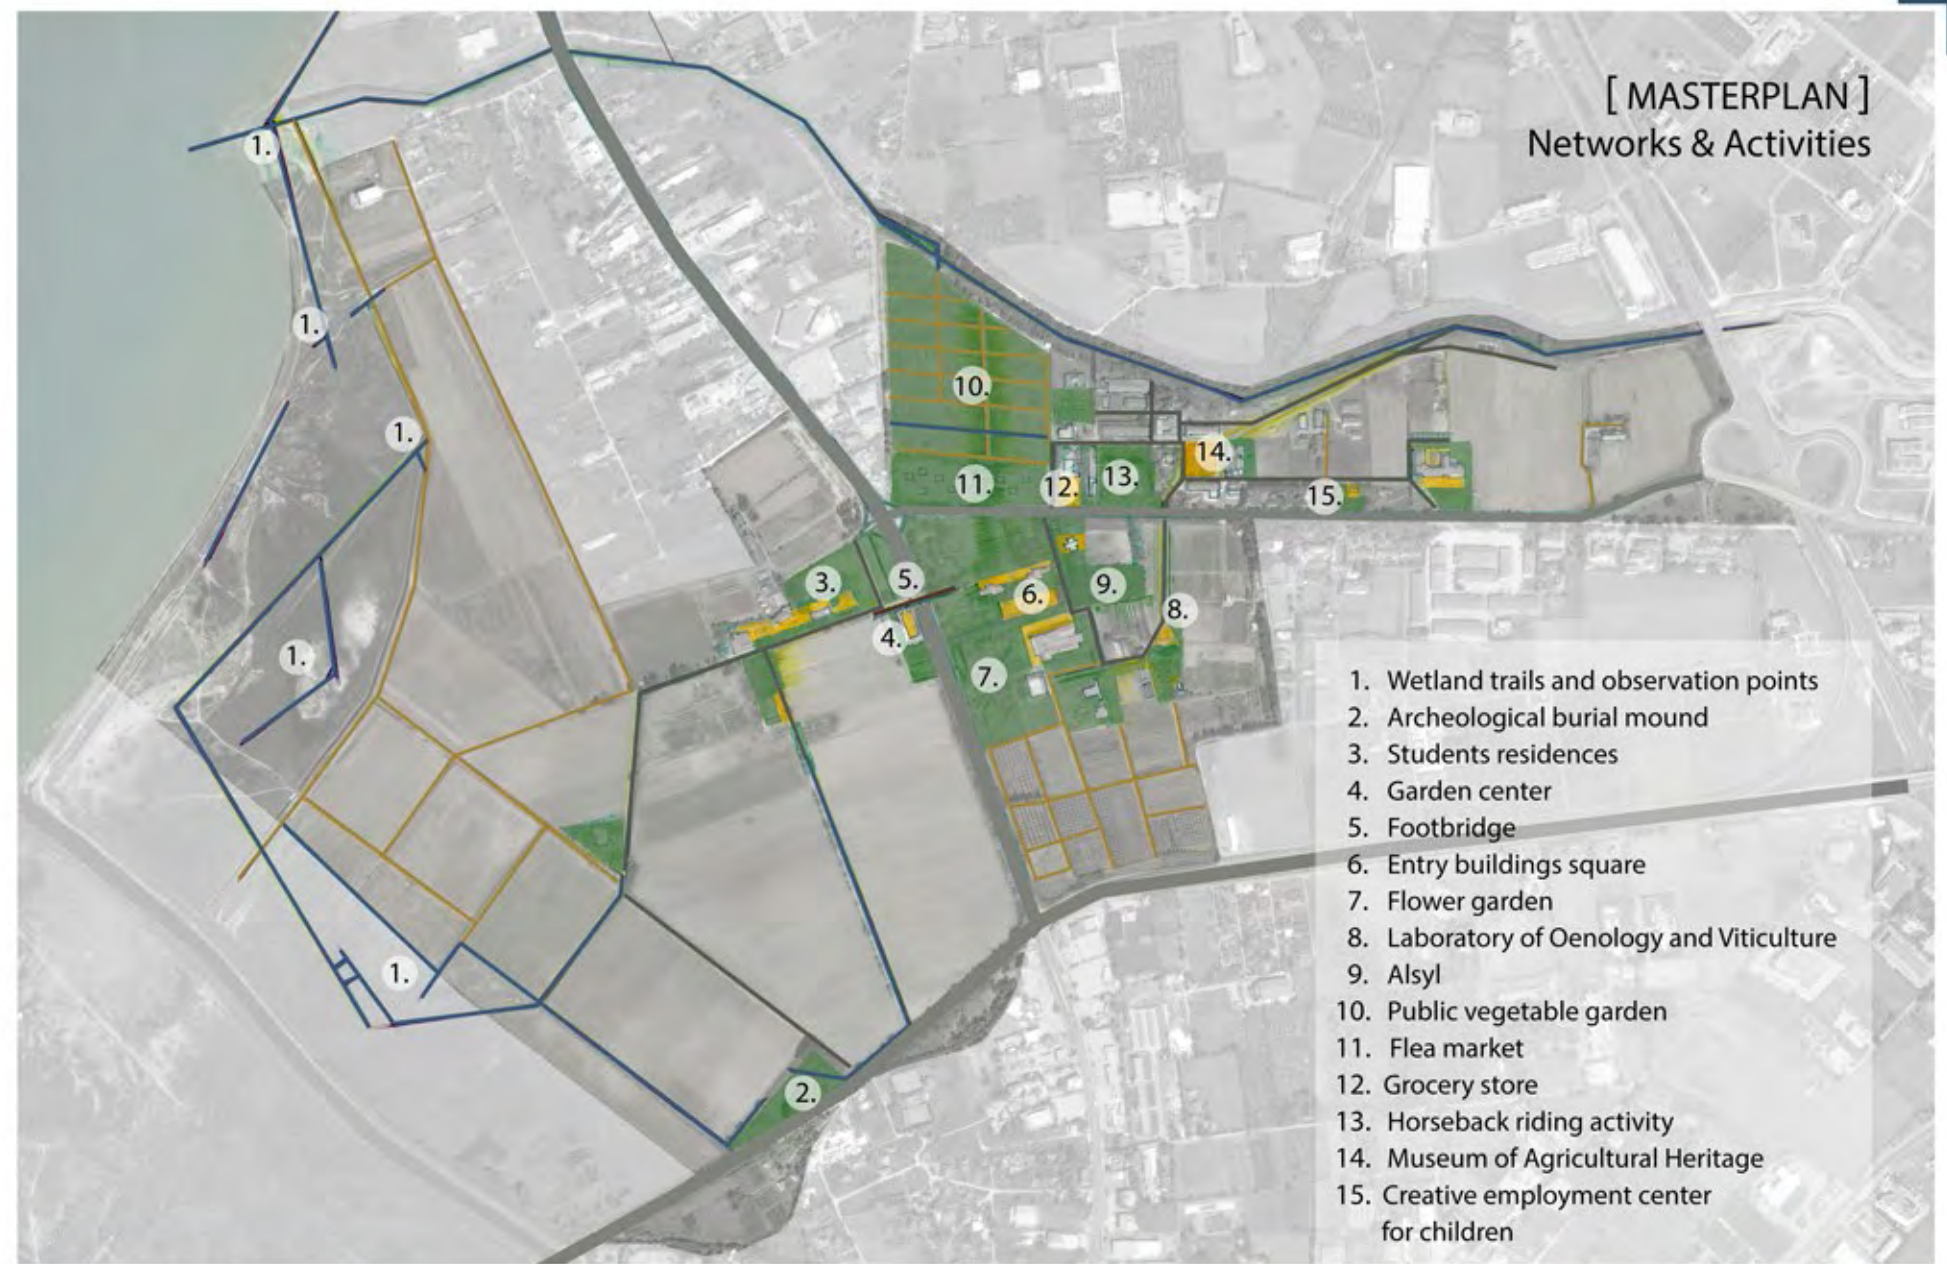 [ MASTERPLAN ]
Networks & Activities
1.
1.
1.
10.
14.
13.
12.
11.
15.
5.
3.
9.
6.
8.
4.
1.
7.
1.
2.
1. Wetland trails and observation points
2. Archeological burial mound
3. Students residences
4. Garden center
5. Footbridge
6. Entry buildings square
7. Flower garden
8. Laboratory of Oenology and Viticulture
9. Alsyl
10. Public vegetable garden
11. Flea market
12. Grocery store
13. Horseback riding activity
14. Museum of Agricultural Heritage
15. Creative employment center
for children